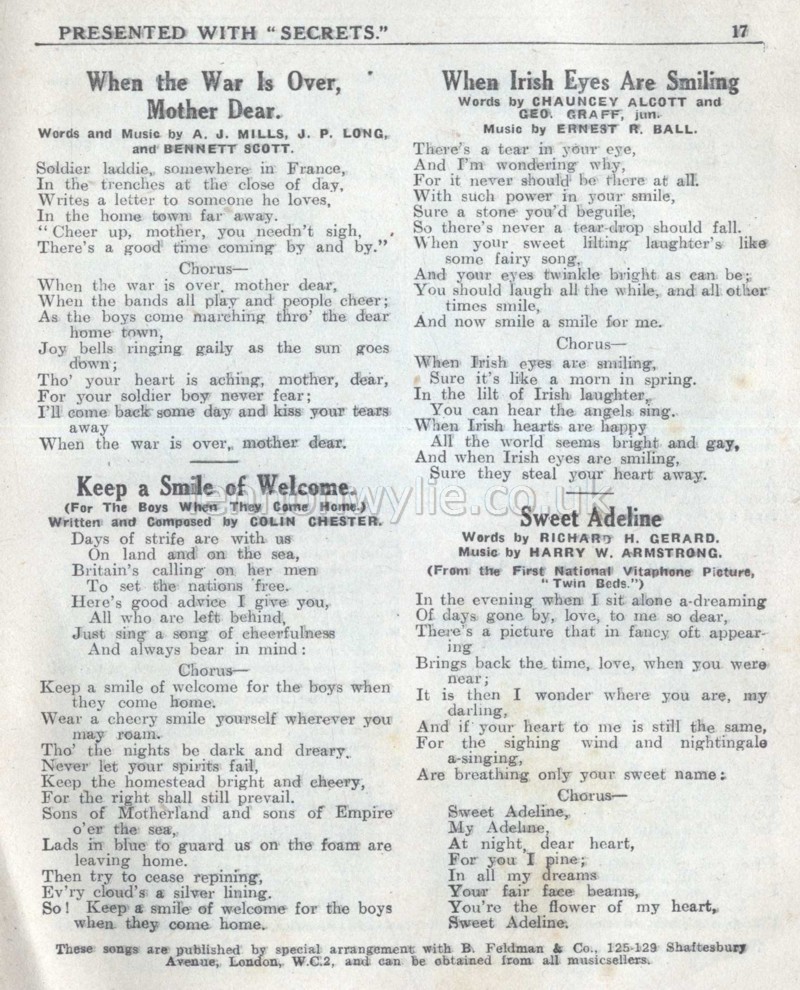 PRESENTED WITH "SECRETS." 17
When the War Is Over,
Mother Dear.
Words and Music by A. J. MILLS, J. P. LONG,
and BENNETT SCOTT.
Soldier laddie, somewhere in France,
In the trenches at the close of day,
Writes a letter to someone he loves,
In the home town far away.
" Cheer up, mother, you needn't sigh,
There's a good time coming by and by."
Chorus—
When the war is over, mother dear,
When the bands all play and people cheer;
As the boys come marching thro' the dear
home town,
Joy bells ringing gaily as the sun goes
down;
Tho' your heart is aching, mother, dear,
For your soldier boy never fear;
I'll come back some day and kiss your tears
away
When the war is over, mother dear.
Keep a Smile of Welcome.
(For The Boys When They Come Home.)
Written and Composed by COLIN CHESTER.
Days of strife are with us
On land and on the sea,
Britain's calling on her men
To set the nations free.
Here's good advice I give you,
All who are left behind,
Just sing a song of cheerfulness
And always bear in mind:
Chorus—
Keep a smile of welcome for the boys when
they come home.
Wear a cheery smile yourself wherever you
may roam.
Tho' the nights be dark and dreary.
Never let your spirits fail,
Keep the homestead bright and cheery,
For the right shall still prevail.
Sons of Motherland and sons of Empire
o'er the sea,
Lads in blue to guard us on the foam are
leaving home.
Then try to cease repining,
Ev'ry cloud's a silver lining.
So! Keep a smile of welcome for the boys
when they come home.
When Irish Eyes Are Smiling
Words by CHAUNCEY ALCOTT and
GEO. GRAFF, jun.
Music by ERNEST R. BALL.
There's a tear in your eye,
And I'm wondering why,
For it never should be there at all.
With such power in your smile,
Sure a stone you'd beguile,
So there's never a tear-drop should fall.
When your sweet lilting laughter's like
some fairy song,
And your eyes twinkle bright as can be;
You should laugh all the while, and all other
times smile,
And now smile a smile for me.
Chorus—
When Irish eyes are smiling,
Sure it's like a morn in spring.
In the lilt of Irish laughter,
You can hear the angels sing.
When Irish hearts are happy
All the world seems bright and gay,
And when Irish eyes are smiling,
Sure they steal your heart away.
Sweet Adeline
Words by RICHARD H. GERARD.
Music by HARRY W. ARMSTRONG.
(From the First National Vitaphone Picture,
"Twin Beds.")
In the evening when I sit alone a-dreaming
Of days gone by, love, to me so dear,
There's a picture that in fancy oft appear-
ing
Brings back the time, love, when you were
near;
It is then I wonder where you are, my
darling,
And if your heart to me is still the same,
For the sighing wind and nightingale
a-singing,
Are breathing only your sweet name:
Chorus—
Sweet Adeline,
My Adeline,
At night, dear heart,
For you I pine;
In all my dreams
Your fair face beams,
You're the flower of my heart,
Sweet Adeline.
These songs are published by special arrangement with B. Feldman & Co., 125-129 Shaftesbury
Avenue, London, W.C.2, and can be obtained from all musicsellers.
lennonwylie.co.uk